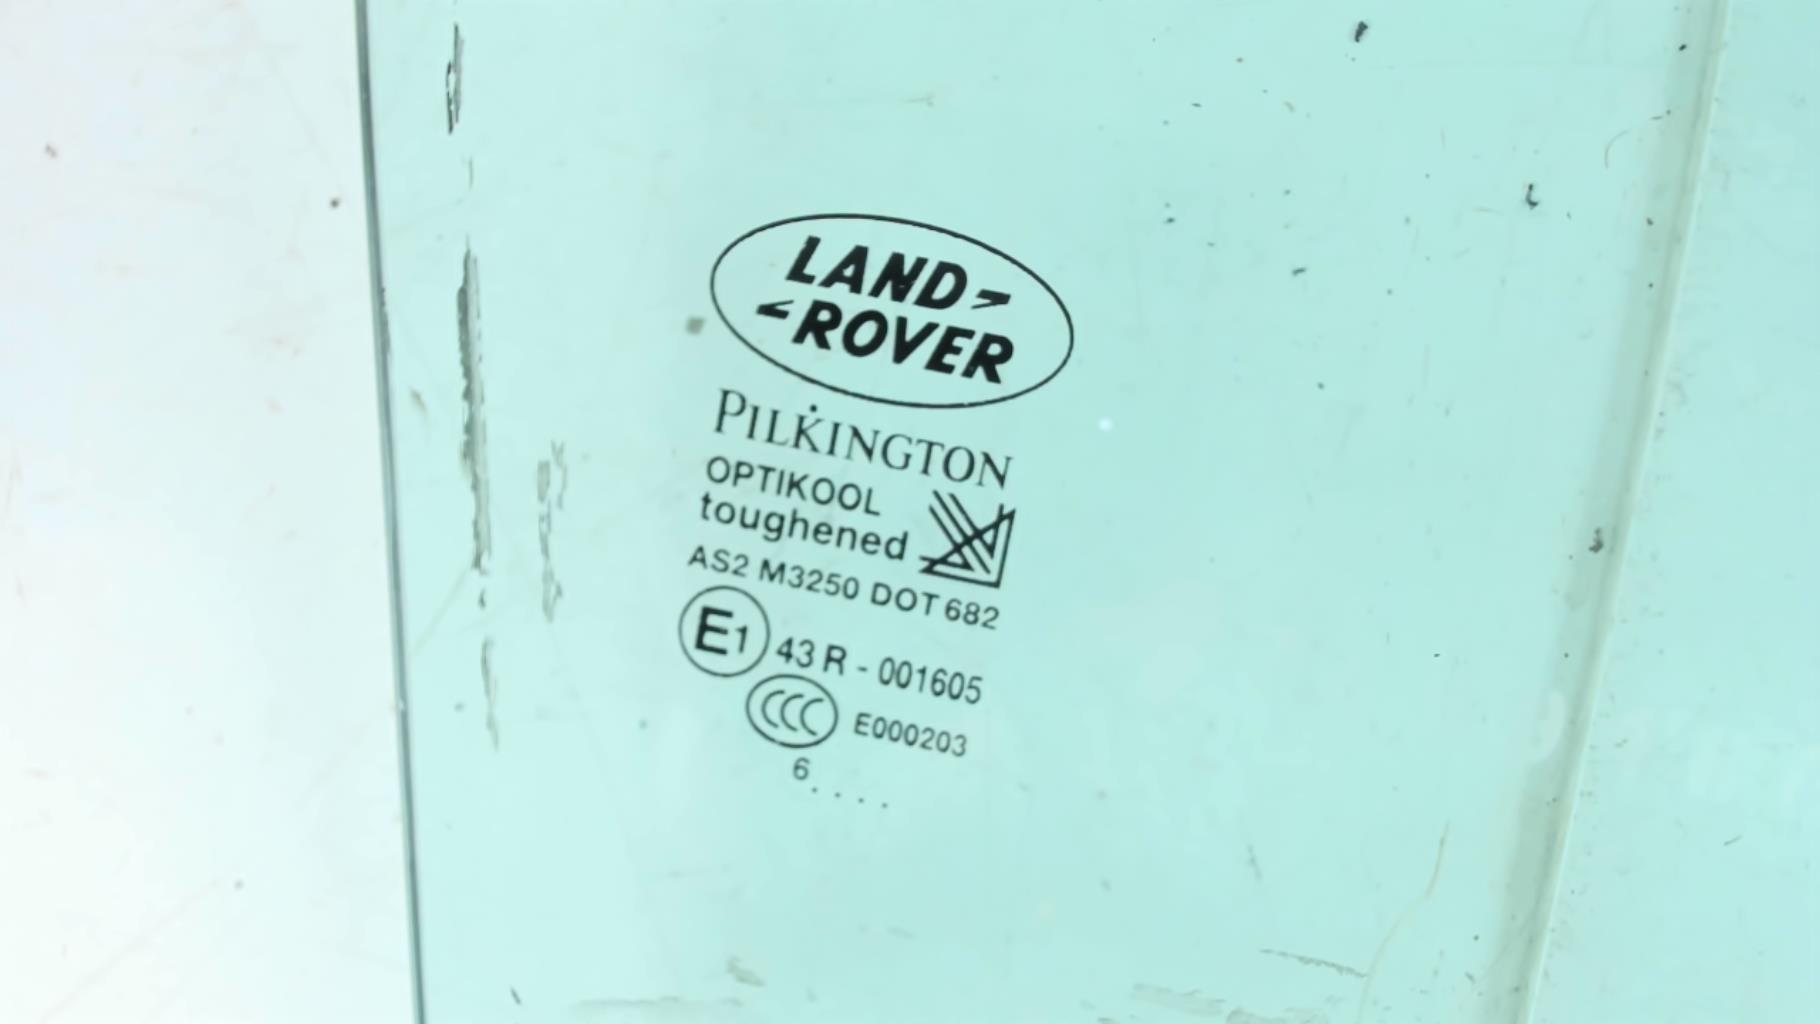 LAND
ROVER
PILKINGTON
OPTIKOOL
toughened
AS2 M3250 DOT 682
E1 43 R - 001605
CCC E000203
6....